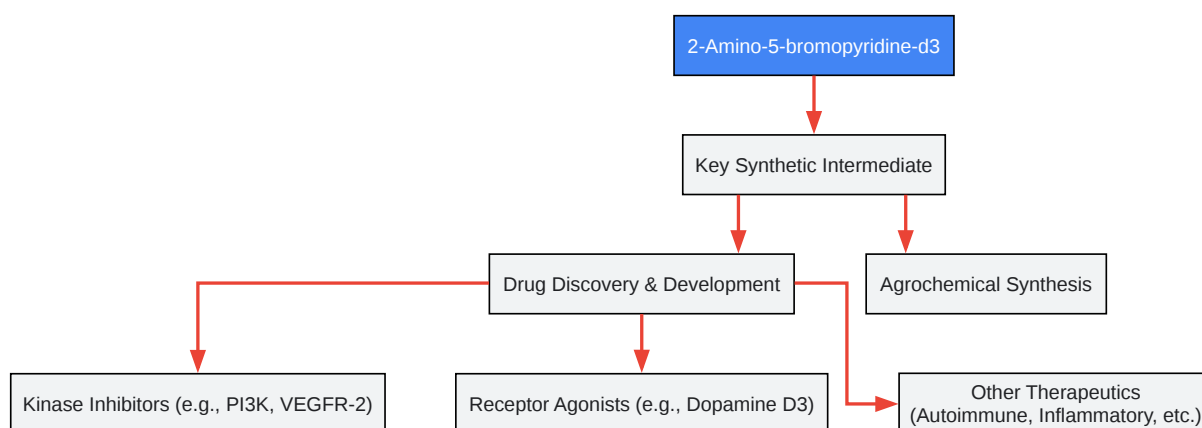 2-Amino-5-bromopyridine-d3
Key Synthetic Intermediate
Drug Discovery & Development
Agrochemical Synthesis
Kinase Inhibitors (e.g., PI3K, VEGFR-2)
Receptor Agonists (e.g., Dopamine D3)
Other Therapeutics
(Autoimmune, Inflammatory, etc.)